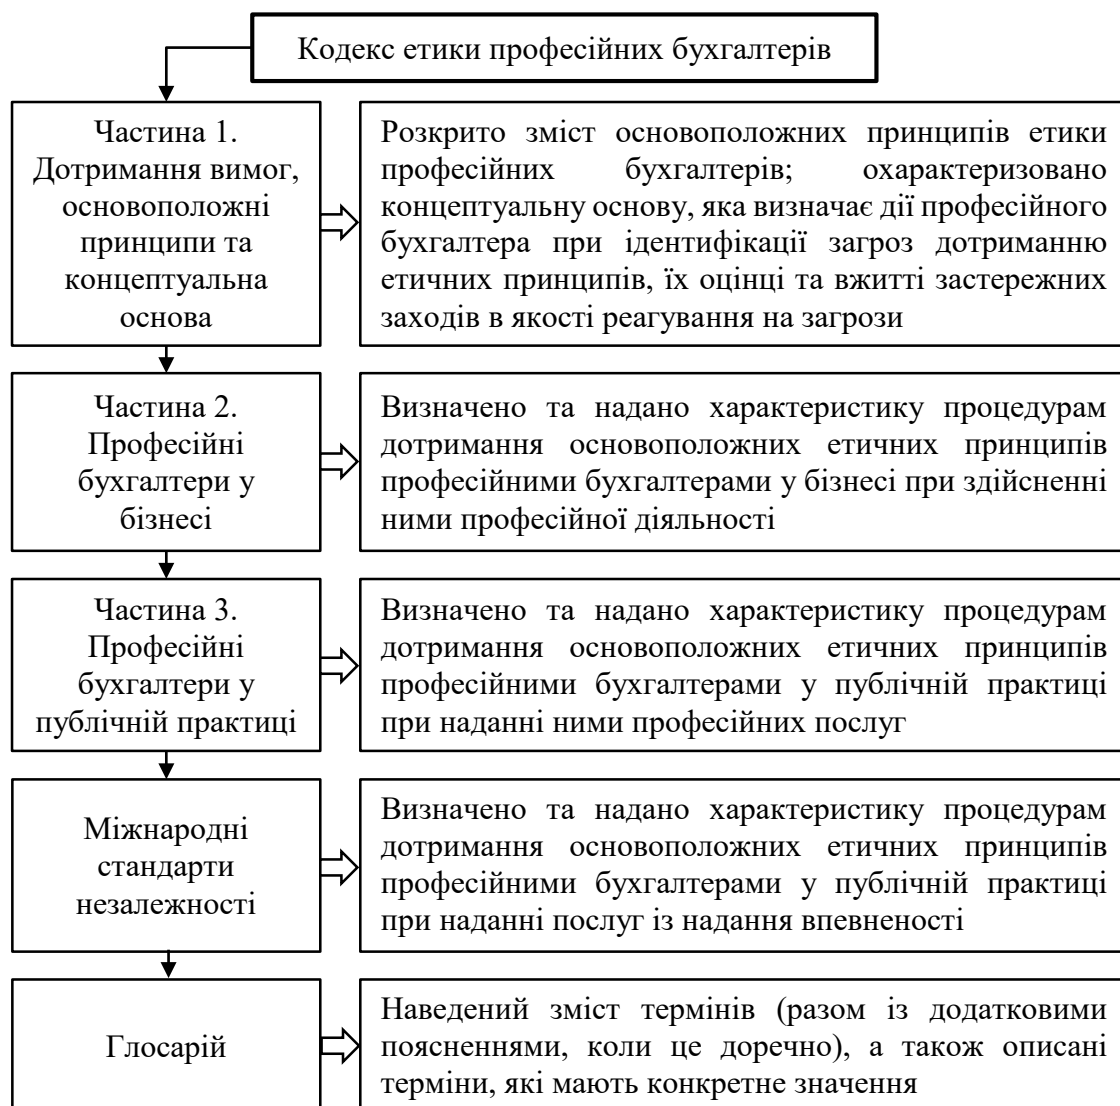 Кодекс етики професійних бухгалтерів
Частина 1.
Дотримання вимог,
основоположні
принципи та
концептуальна
основа
Розкрито зміст основоположних принципів етики
професійних бухгалтерів; охарактеризовано
концептуальну основу, яка визначає дії професійного
бухгалтера при ідентифікації загроз дотриманню
етичних принципів, їх оцінці та вжитті застережних
заходів в якості реагування на загрози
Частина 2.
Професійні
бухгалтери у
бізнесі
Визначено та надано характеристику процедурам
дотримання основоположних етичних принципів
професійними бухгалтерами у бізнесі при здійсненні
ними професійної діяльності
Частина 3.
Професійні
бухгалтери у
публічній практиці
Визначено та надано характеристику процедурам
дотримання основоположних етичних принципів
професійними бухгалтерами у публічній практиці
при наданні ними професійних послуг
Міжнародні
стандарти
незалежності
Визначено та надано характеристику процедурам
дотримання основоположних етичних принципів
професійними бухгалтерами у публічній практиці
при наданні послуг із надання впевненості
Глосарій
Наведений зміст термінів (разом із додатковими
поясненнями, коли це доречно), а також описані
терміни, які мають конкретне значення